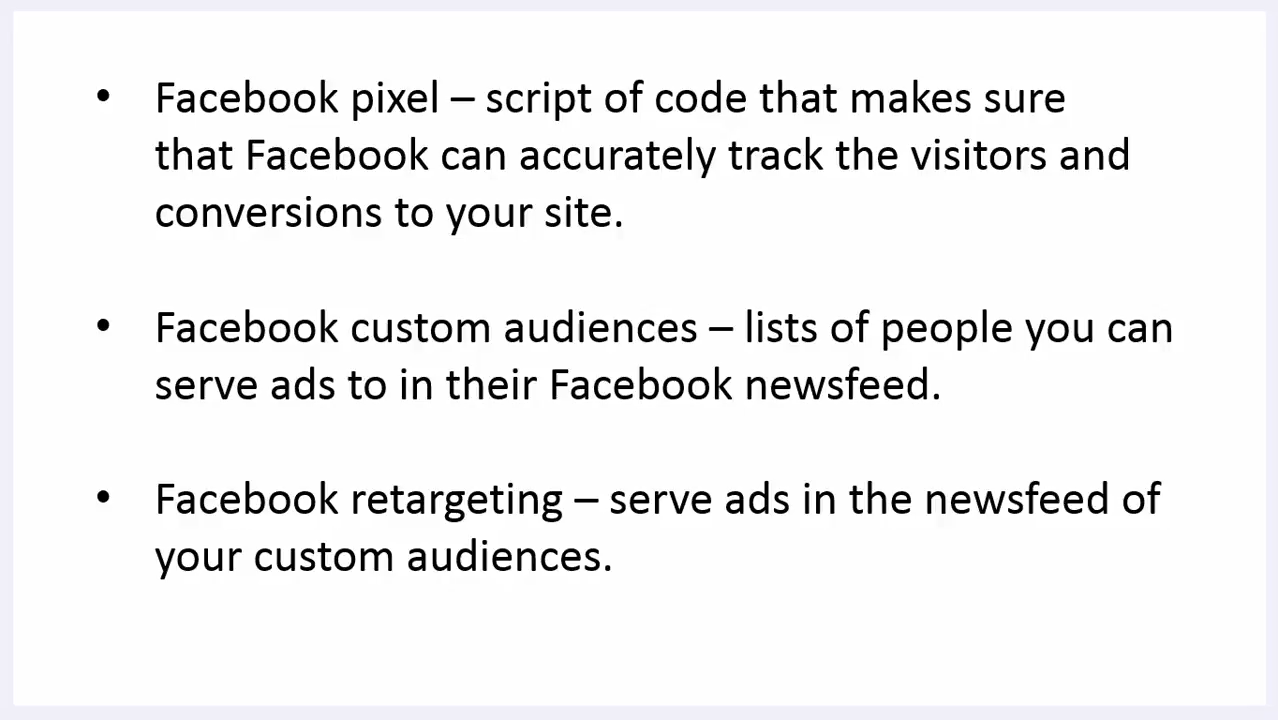 • Facebook pixel – script of code that makes sure
that Facebook can accurately track the visitors and
conversions to your site.
• Facebook custom audiences – lists of people you can
serve ads to in their Facebook newsfeed.
• Facebook retargeting – serve ads in the newsfeed of
your custom audiences.